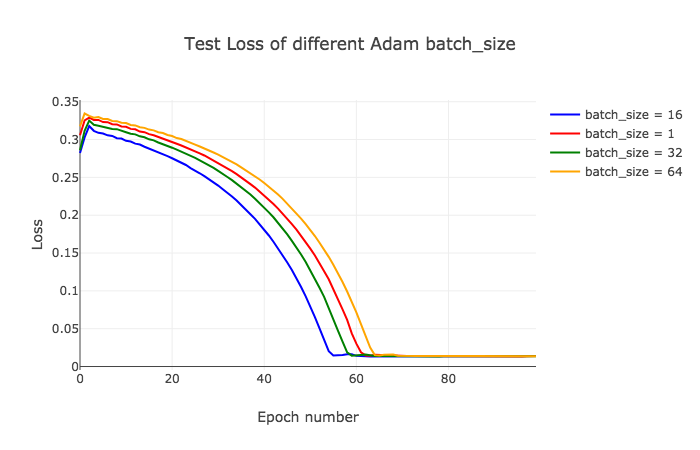 Test Loss of different Adam batch_size
0.35
0.3
0.25
0.2
0.15
0.1
0.05
0
Loss
0 20 40 60 80
Epoch number
batch_size = 16
batch_size = 1
batch_size = 32
batch_size = 64